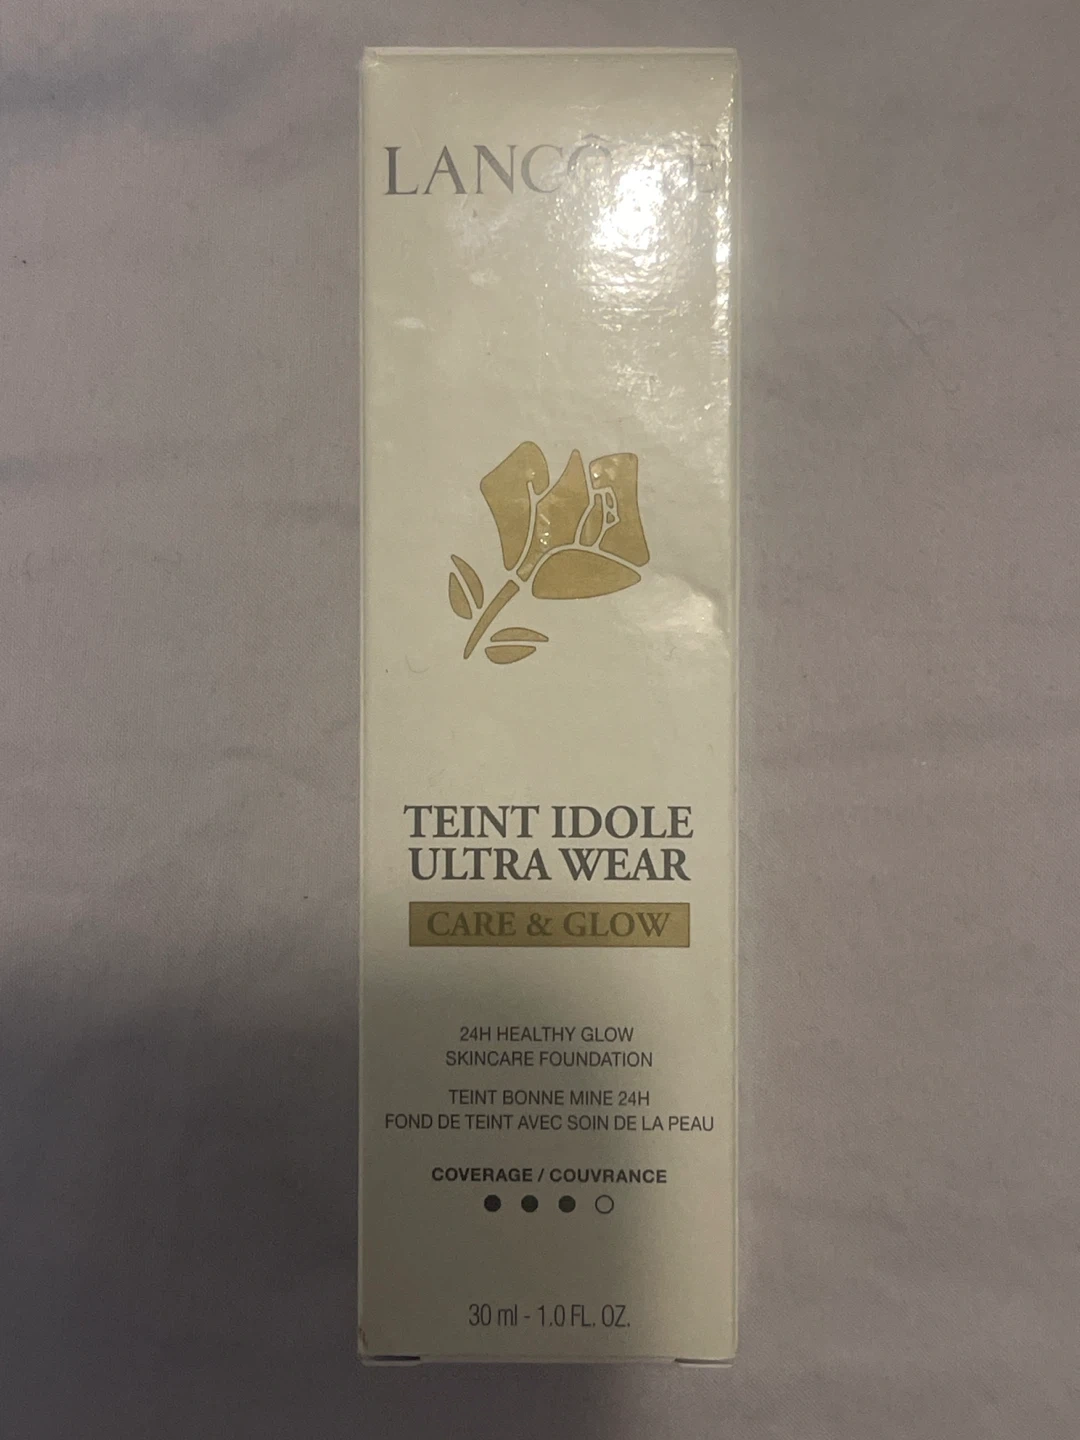 LANCÔME
TEINT IDOLE
ULTRA WEAR
CARE & GLOW
24H HEALTHY GLOW
SKINCARE FOUNDATION
TEINT BONNE MINE 24H
FOND DE TEINT AVEC SOIN DE LA PEAU
COVERAGE / COUVRANCE
30 ml - 1.0 FL. OZ.